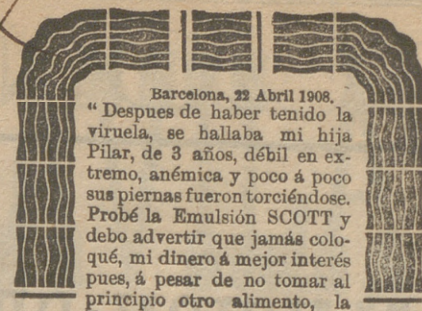 Barcelona, 22 Abril 1908.
“ Despues de haber tenido la
viruela, se hallaba mi hija
Pilar, de 3 años, débil en ex-
tremo, anémica y poco á poco
sus piernas fueron torciéndose.
Probé la Emulsión SCOTT y
debo advertir que jamás colo-
qué, mi dinero á mejor interés
pues, á pesar de no tomar al
principio otro alimento, la